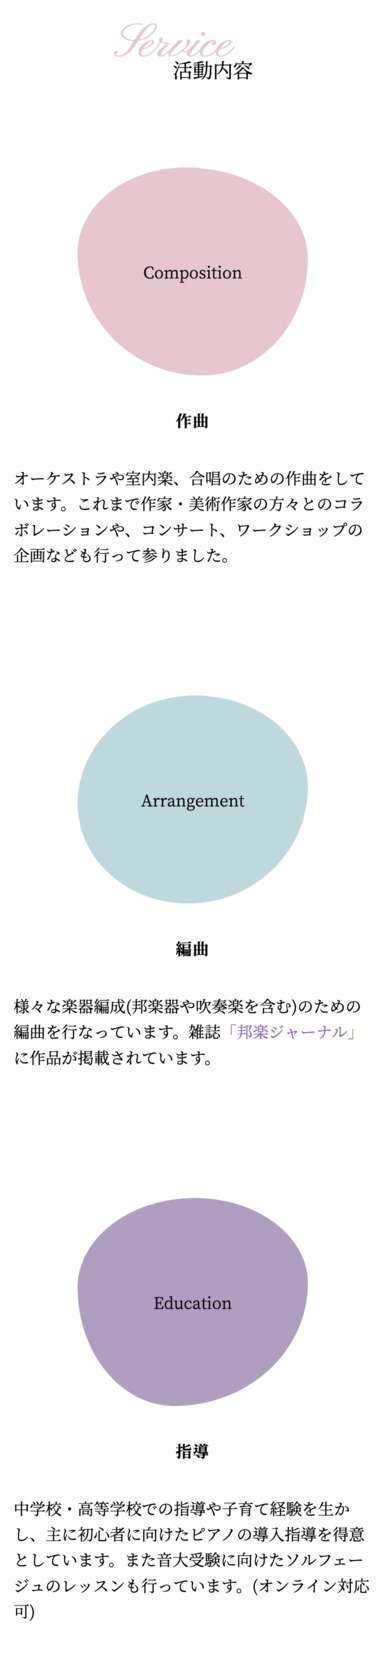 Service
活動内容
Composition
作曲
オーケストラや室内楽、合唱のための作曲をして
います。これまで作家・美術作家の方々とのコラ
ボレーションや、コンサート、ワークショップの
企画なども行って参りました。
Arrangement
編曲
様々な楽器編成(邦楽器や吹奏楽を含む)のための
編曲を行なっています。雑誌「邦楽ジャーナル」
に作品が掲載されています。
Education
指導
中学校・高等学校での指導や子育て経験を生か
し、主に初心者に向けたピアノの導入指導を得意
としています。また音大受験に向けたソルフェー
ジュのレッスンも行っています。(オンライン対応
可)